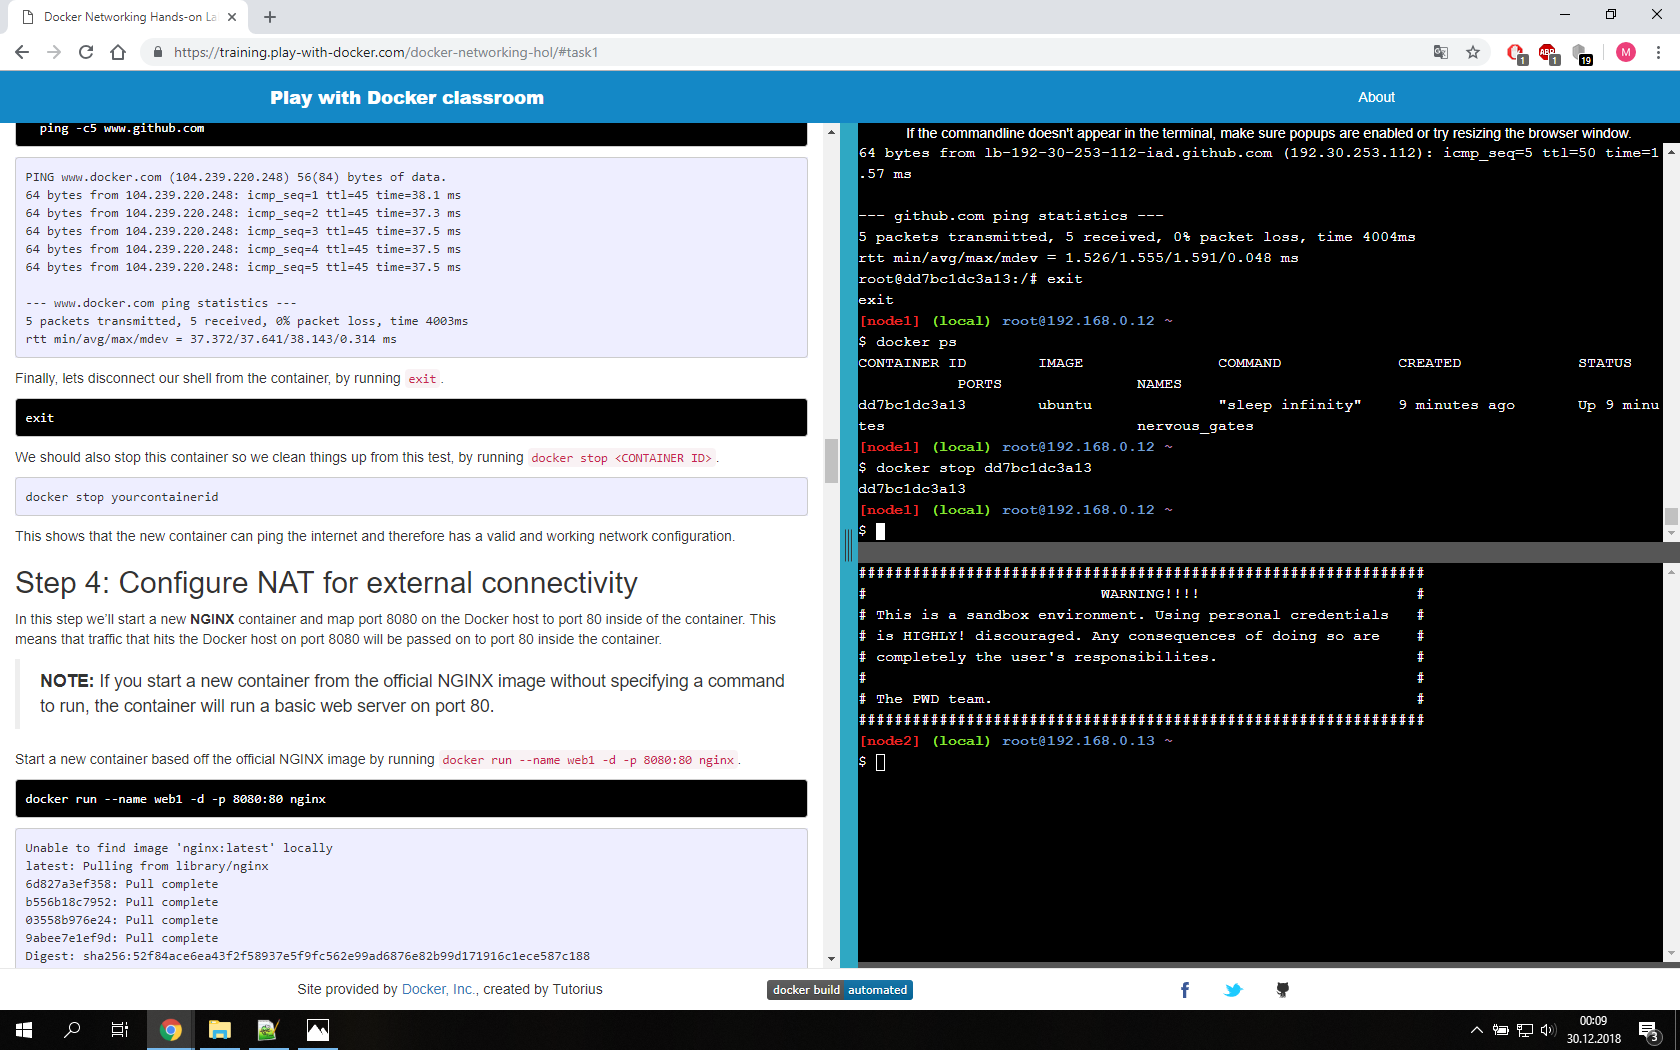 Docker Networking Hands-on La
https://training.play-with-docker.com/docker-networking-hol/#task1
1
ABP
1
19
M
Play with Docker classroom
About
ping -c5 www.github.com
PING www.docker.com (104.239.220.248) 56(84) bytes of data.
64 bytes from 104.239.220.248: icmp_seq=1 ttl=45 time=38.1 ms
64 bytes from 104.239.220.248: icmp_seq=2 ttl=45 time=37.3 ms
64 bytes from 104.239.220.248: icmp_seq=3 ttl=45 time=37.5 ms
64 bytes from 104.239.220.248: icmp_seq=4 ttl=45 time=37.5 ms
64 bytes from 104.239.220.248: icmp_seq=5 ttl=45 time=37.5 ms
--- www.docker.com ping statistics ---
5 packets transmitted, 5 received, 0% packet loss, time 4003ms
rtt min/avg/max/mdev = 37.372/37.641/38.143/0.314 ms
Finally, lets disconnect our shell from the container, by running exit.
exit
We should also stop this container so we clean things up from this test, by running docker stop <CONTAINER ID>.
docker stop yourcontainerid
This shows that the new container can ping the internet and therefore has a valid and working network configuration.
Step 4: Configure NAT for external connectivity
In this step we'll start a new NGINX container and map port 8080 on the Docker host to port 80 inside of the container. This
means that traffic that hits the Docker host on port 8080 will be passed on to port 80 inside the container.
NOTE: If you start a new container from the official NGINX image without specifying a command
to run, the container will run a basic web server on port 80.
Start a new container based off the official NGINX image by running docker run --name web1 -d -p 8080:80 nginx.
docker run --name web1 -d -p 8080:80 nginx
Unable to find image 'nginx:latest' locally
latest: Pulling from library/nginx
6d827a3ef358: Pull complete
b556b18c7952: Pull complete
03558b976e24: Pull complete
9abee7e1ef9d: Pull complete
Digest: sha256:52f84ace6ea43f2f58937e5f9fc562e99ad6876e82b99d171916c1ece587c188
If the commandline doesn't appear in the terminal, make sure popups are enabled or try resizing the browser window.
64 bytes from lb-192-30-253-112-iad.github.com (192.30.253.112): icmp_seq=5 ttl=50 time=1
.57 ms
--- github.com ping statistics ---
5 packets transmitted, 5 received, 0% packet loss, time 4004ms
rtt min/avg/max/mdev = 1.526/1.555/1.591/0.048 ms
root@dd7bc1dc3a13:/# exit
exit
[node1] (local) root@192.168.0.12 ~
$ docker ps
CONTAINER ID IMAGE COMMAND CREATED STATUS
PORTS NAMES
dd7bc1dc3a13 ubuntu "sleep infinity" 9 minutes ago Up 9 minu
tes nervous_gates
[node1] (local) root@192.168.0.12 ~
$ docker stop dd7bc1dc3a13
dd7bc1dc3a13
[node1] (local) root@192.168.0.12 ~
$
###############################################################
# WARNING!!!! #
# This is a sandbox environment. Using personal credentials #
# is HIGHLY! discouraged. Any consequences of doing so are #
# completely the user's responsibilites. #
# #
# The PWD team. #
###############################################################
[node2] (local) root@192.168.0.13 ~
$
Site provided by Docker, Inc., created by Tutorius
docker build automated
00:09
30.12.2018
3